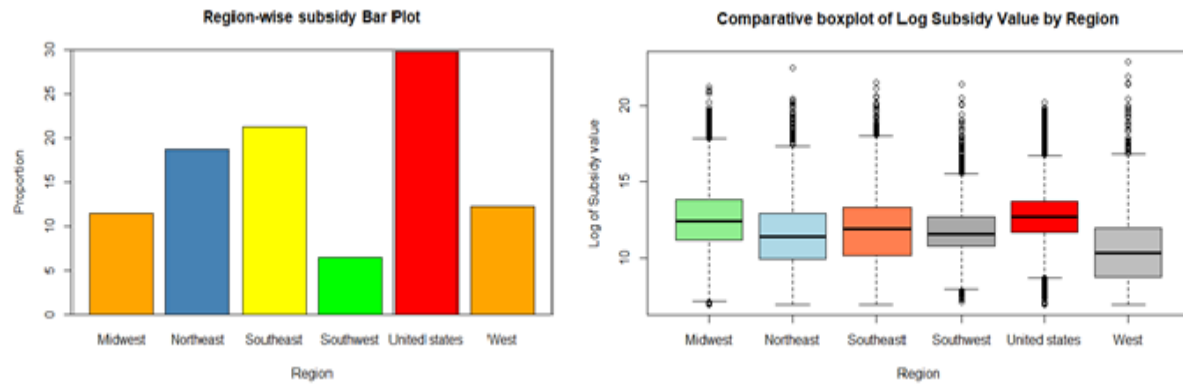 Region-wise subsidy Bar Plot
Proportion
30
25
20
15
10
5
0
Midwest Northeast Southeast Southwest United states West
Region
Comparative boxplot of Log Subsidy Value by Region
Log of Subsidy value
20
15
10
Midwest Northeast Southeast Southwest United states West
Region